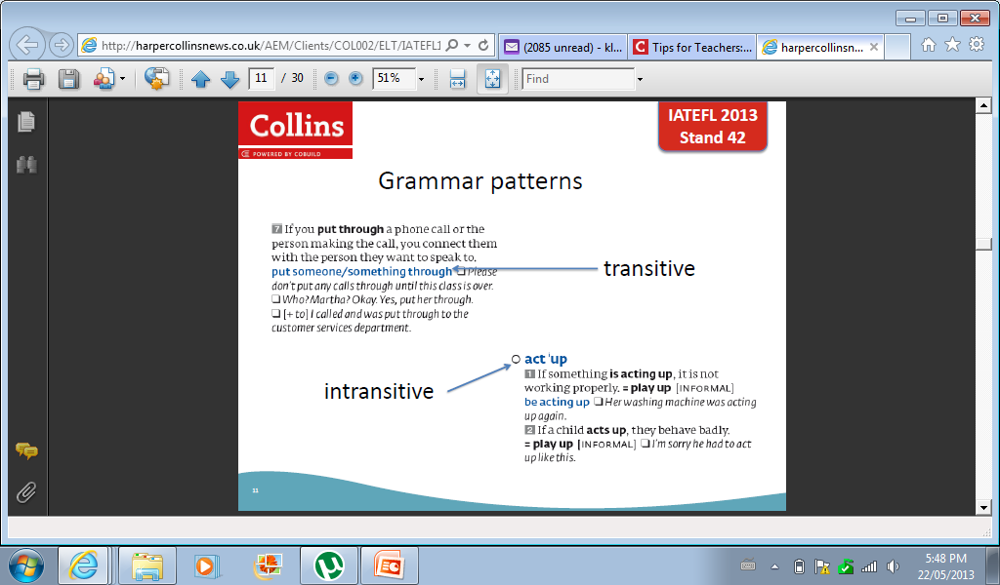 http://harpercollinsnews.co.uk/AEM/Clients/COL002/ELT/IATEFL1
(2085 unread) - kl...
Tips for Teachers:...
harpercollinsn...
11 / 30
51%
Find
Collins
POWERED BY COBUILD
IATEFL 2013
Stand 42
Grammar patterns
7 If you put through a phone call or the
person making the call, you connect them
with the person they want to speak to.
put someone/something through ❑ Please
don't put any calls through until this class is over.
❑ Who? Martha? Okay. Yes, put her through.
❑ [+ to] I called and was put through to the
customer services department.
transitive
intransitive
act ˈup
1 If something is acting up, it is not
working properly. = play up [INFORMAL]
be acting up ❑ Her washing machine was acting
up again.
2 If a child acts up, they behave badly.
= play up [INFORMAL] ❑ I'm sorry he had to act
up like this.
11
5:48 PM
22/05/2013